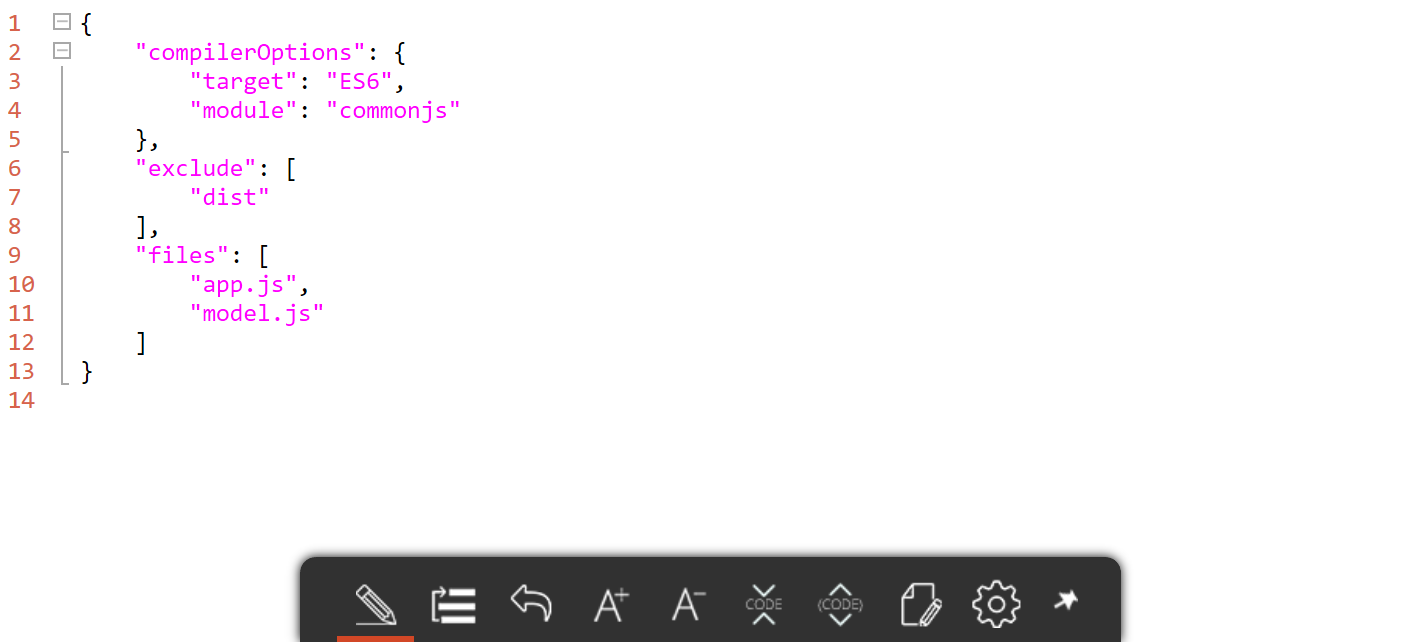 1 {
2     "compilerOptions": {
3         "target": "ES6",
4         "module": "commonjs"
5     },
6     "exclude": [
7         "dist"
8     ],
9     "files": [
10         "app.js",
11         "model.js"
12     ]
13 }
14
A+ A- CODE (CODE)